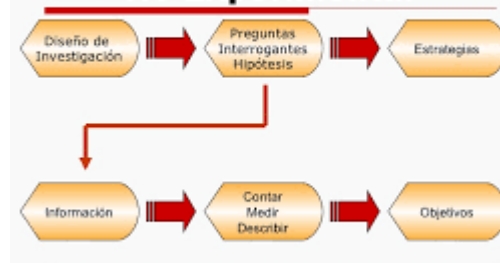 Diseño de
Investigación
Preguntas
Interrogantes
Hipótesis
Estrategias
Información
Contar
Medir
Describir
Objetivos